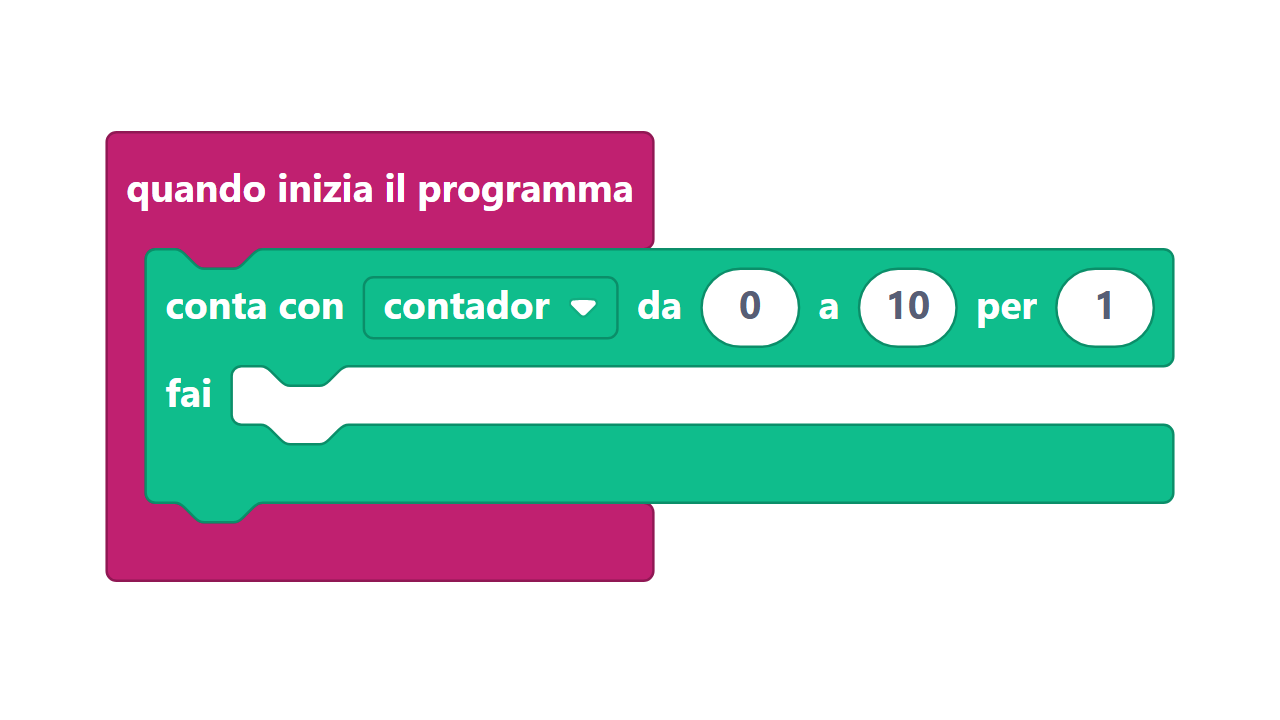 quando inizia il programma
conta con contador da 0 a 10 per 1
fai